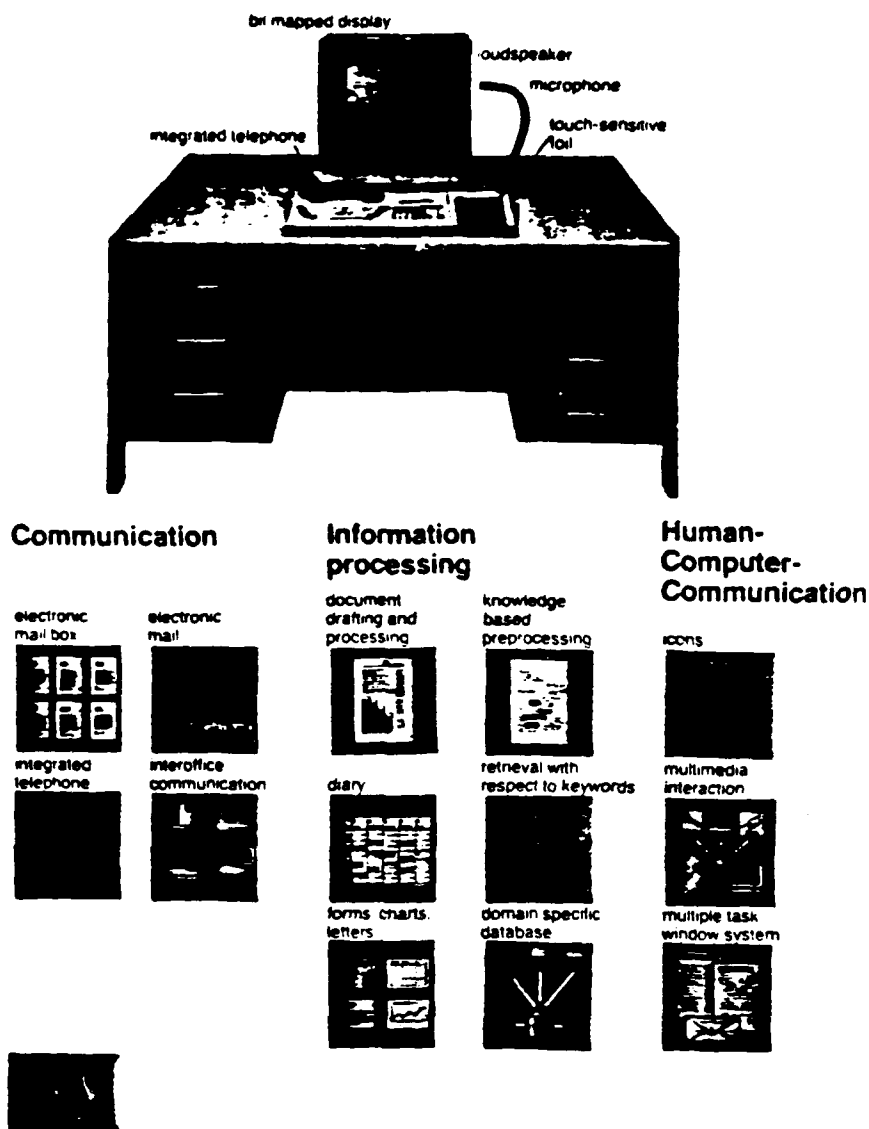 bit mapped display
loudspeaker
microphone
integrated telephone
touch-sensitive
foil
Communication
electronic
mail box
electronic
mail
integrated
telephone
interoffice
communication
Information
processing
document
drafting and
processing
knowledge
based
preprocessing
diary
retrieval with
respect to keywords
forms, charts,
letters
domain specific
database
Human-
Computer-
Communication
icons
multimedia
interaction
multiple task
window system